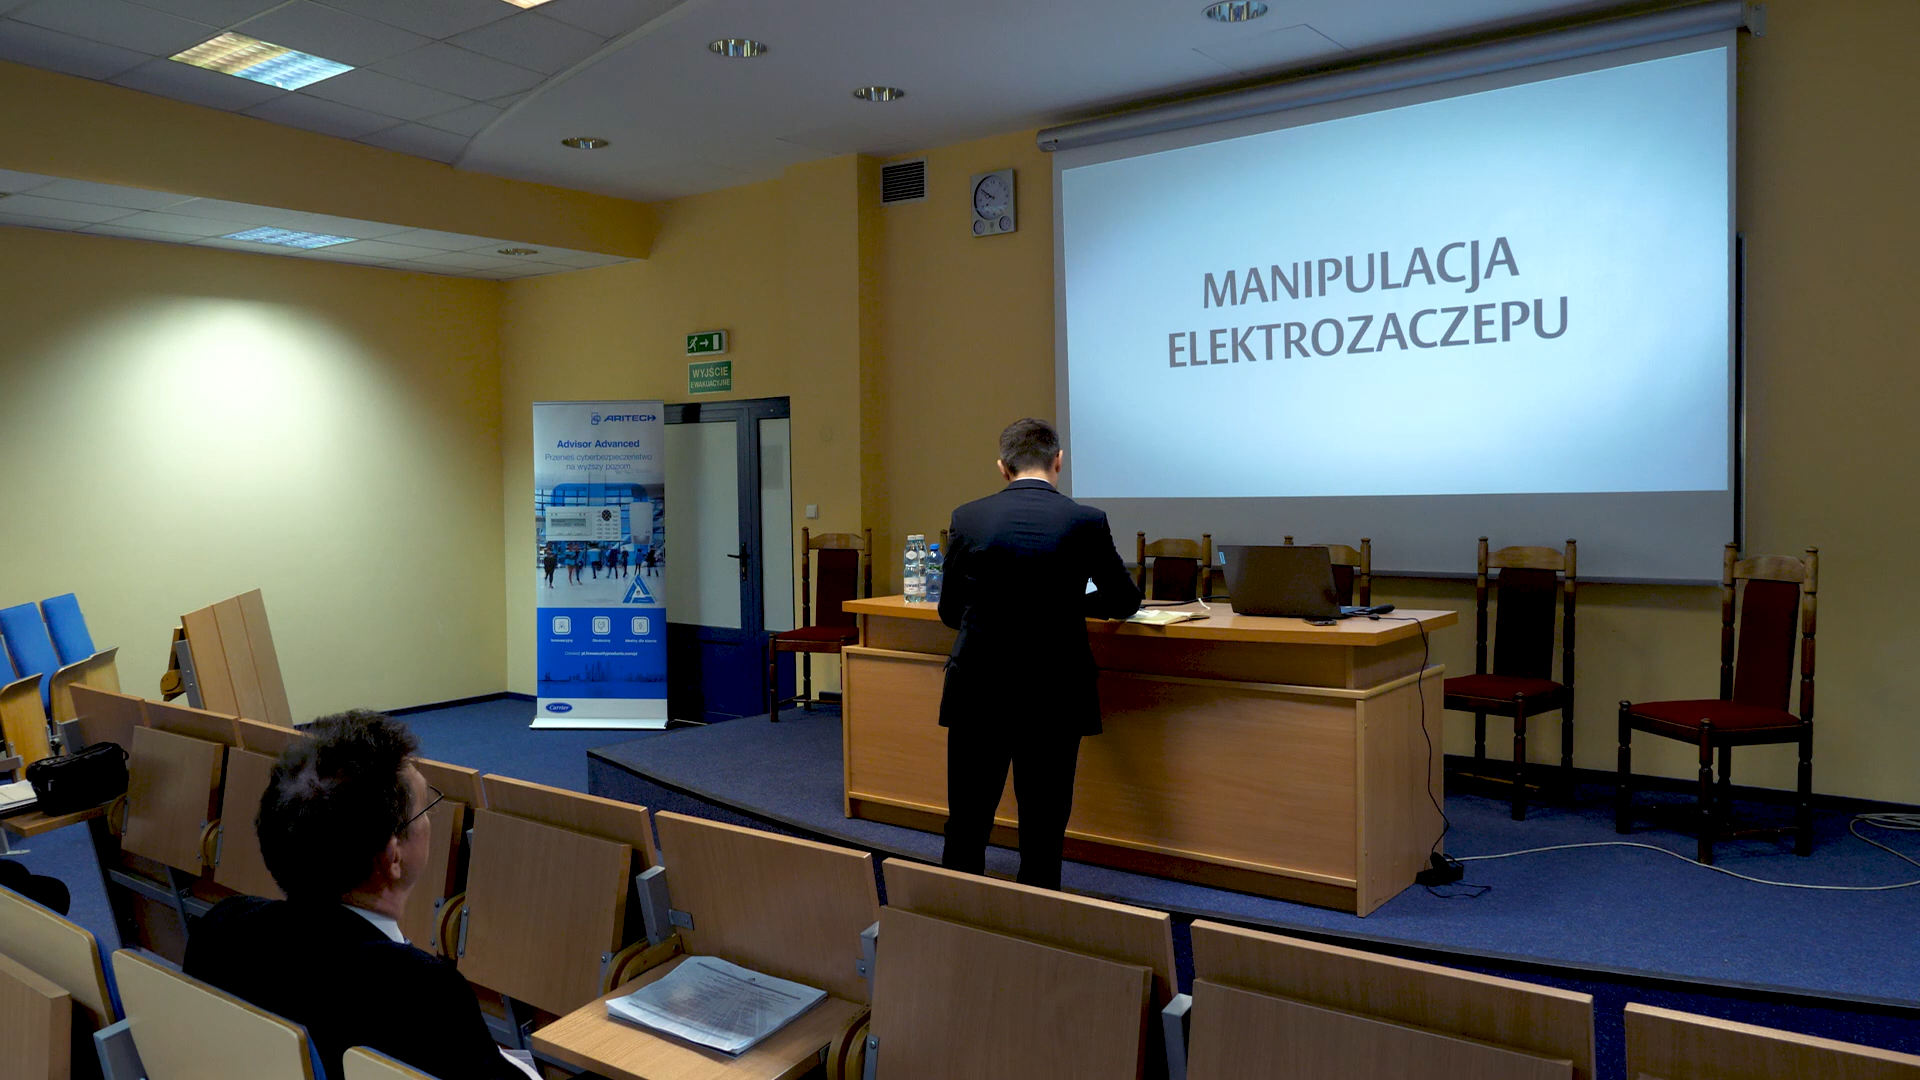 MANIPULACJA
ELEKTROZACZEPU
WYJŚCIE
EWAKUACYJNE
ARITECH
Advisor Advanced
Przenieś cyberbezpieczeństwo
na wyższy poziom
Carrier